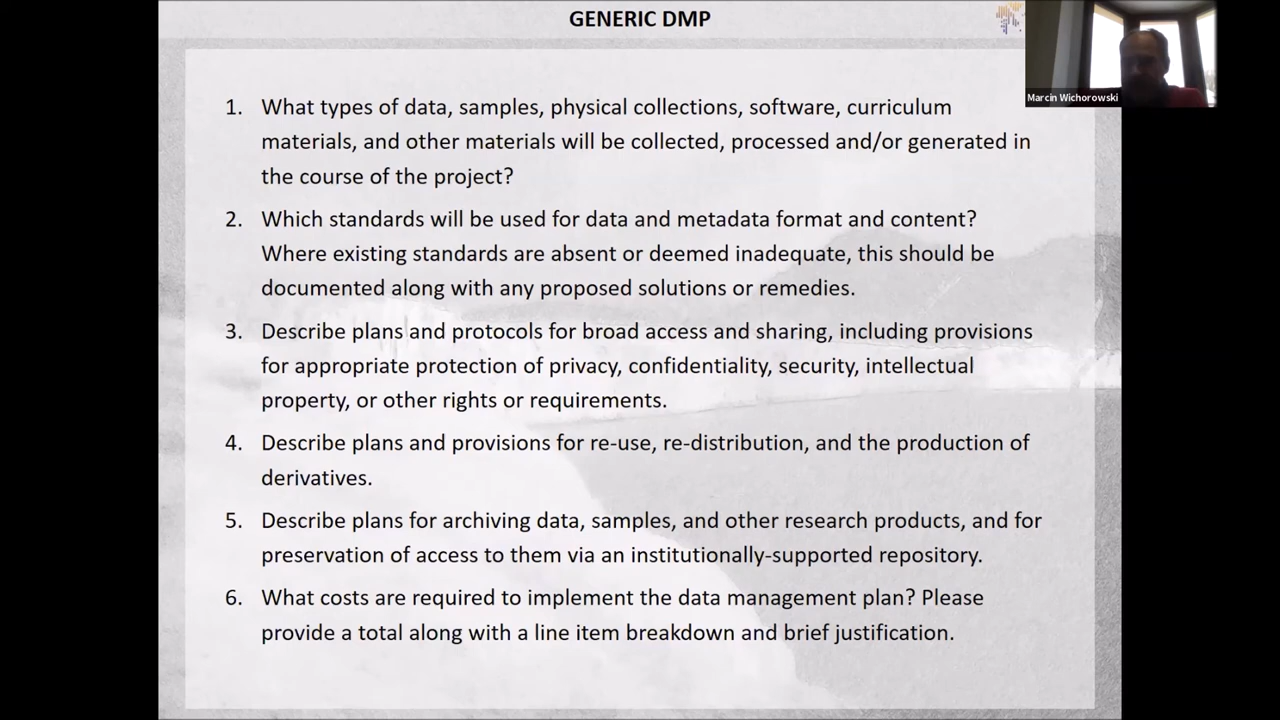 GENERIC DMP
Marcin Wichorowski
1. What types of data, samples, physical collections, software, curriculum
materials, and other materials will be collected, processed and/or generated in
the course of the project?
2. Which standards will be used for data and metadata format and content?
Where existing standards are absent or deemed inadequate, this should be
documented along with any proposed solutions or remedies.
3. Describe plans and protocols for broad access and sharing, including provisions
for appropriate protection of privacy, confidentiality, security, intellectual
property, or other rights or requirements.
4. Describe plans and provisions for re-use, re-distribution, and the production of
derivatives.
5. Describe plans for archiving data, samples, and other research products, and for
preservation of access to them via an institutionally-supported repository.
6. What costs are required to implement the data management plan? Please
provide a total along with a line item breakdown and brief justification.